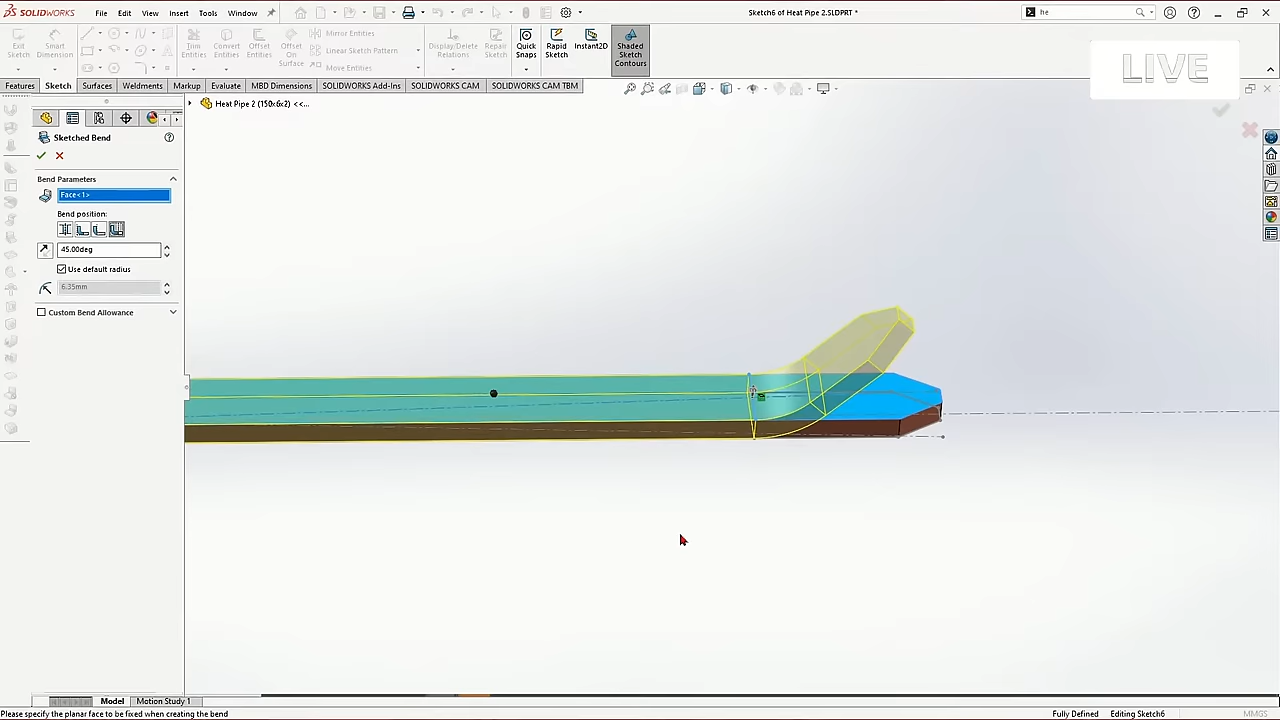 SOLIDWORKS File Edit View Insert Tools Window Sketch6 of Heat Pipe 2.SLDPRT * he
Exit Sketch Smart Dimension Trim Entities Convert Entities Offset Entities Offset On Surface Mirror Entities Linear Sketch Pattern Move Entities Display/Delete Relations Repair Sketch Quick Snaps Rapid Sketch Instant2D Shaded Sketch Contours
LIVE
Features Sketch Surfaces Weldments Markup Evaluate MBD Dimensions SOLIDWORKS Add-Ins SOLIDWORKS CAM SOLIDWORKS CAM TBM
Heat Pipe 2 (150x6x2) <<...
Sketched Bend
Bend Parameters
Face<1>
Bend position:
45.00deg
Use default radius
6.35mm
Custom Bend Allowance
Model Motion Study 1
Please specify the planar face to be fixed when creating the bend Fully Defined Editing Sketch6 MMGS